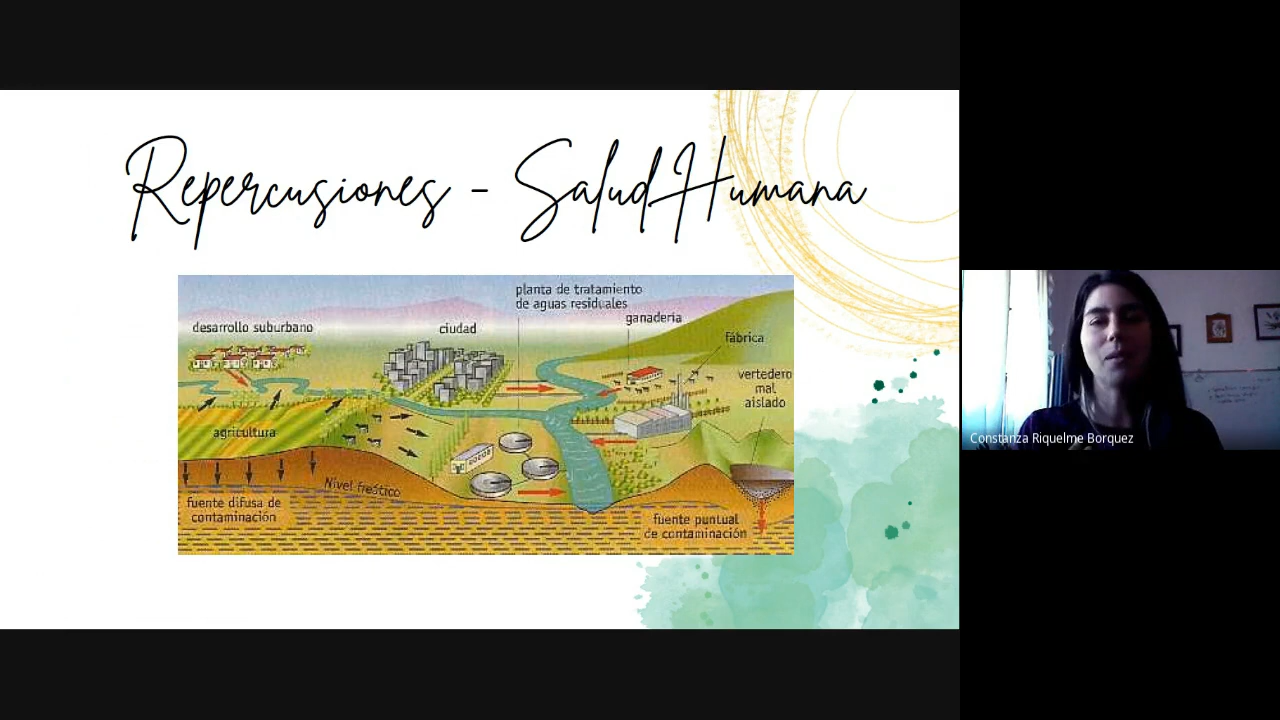 Repercusiones - Salud Humana
planta de tratamiento
de aguas residuales
desarrollo suburbano
ciudad
ganadería
fábrica
vertedero
mal
aislado
agricultura
Nivel freático
fuente difusa de
contaminación
fuente puntual
de contaminación
Constanza Riquelme Borquez